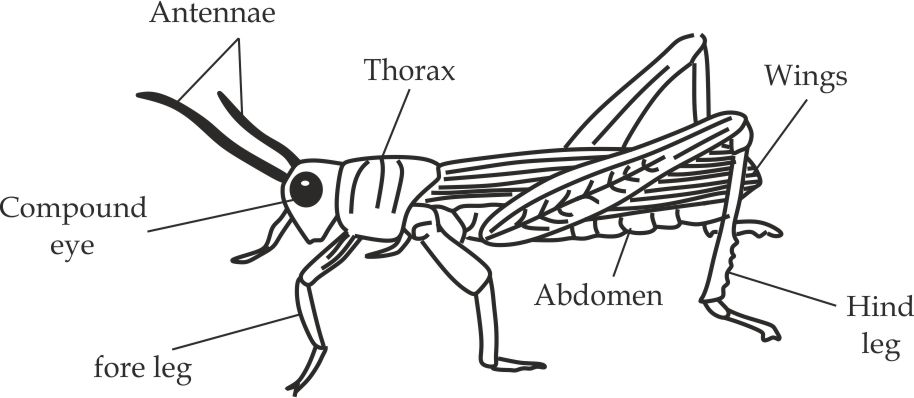 Antennae
Thorax
Wings
Compound
eye
Abdomen
Hind
leg
fore leg